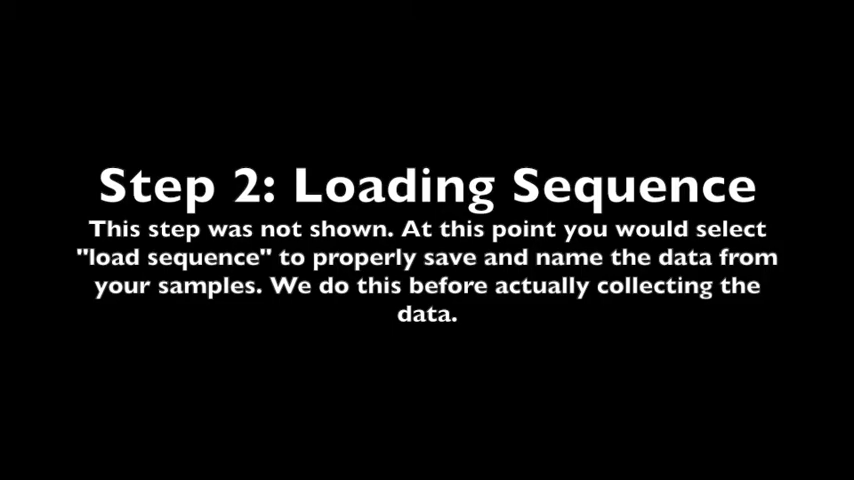 Step 2: Loading Sequence
This step was not shown. At this point you would select
"load sequence" to properly save and name the data from
your samples. We do this before actually collecting the
data.